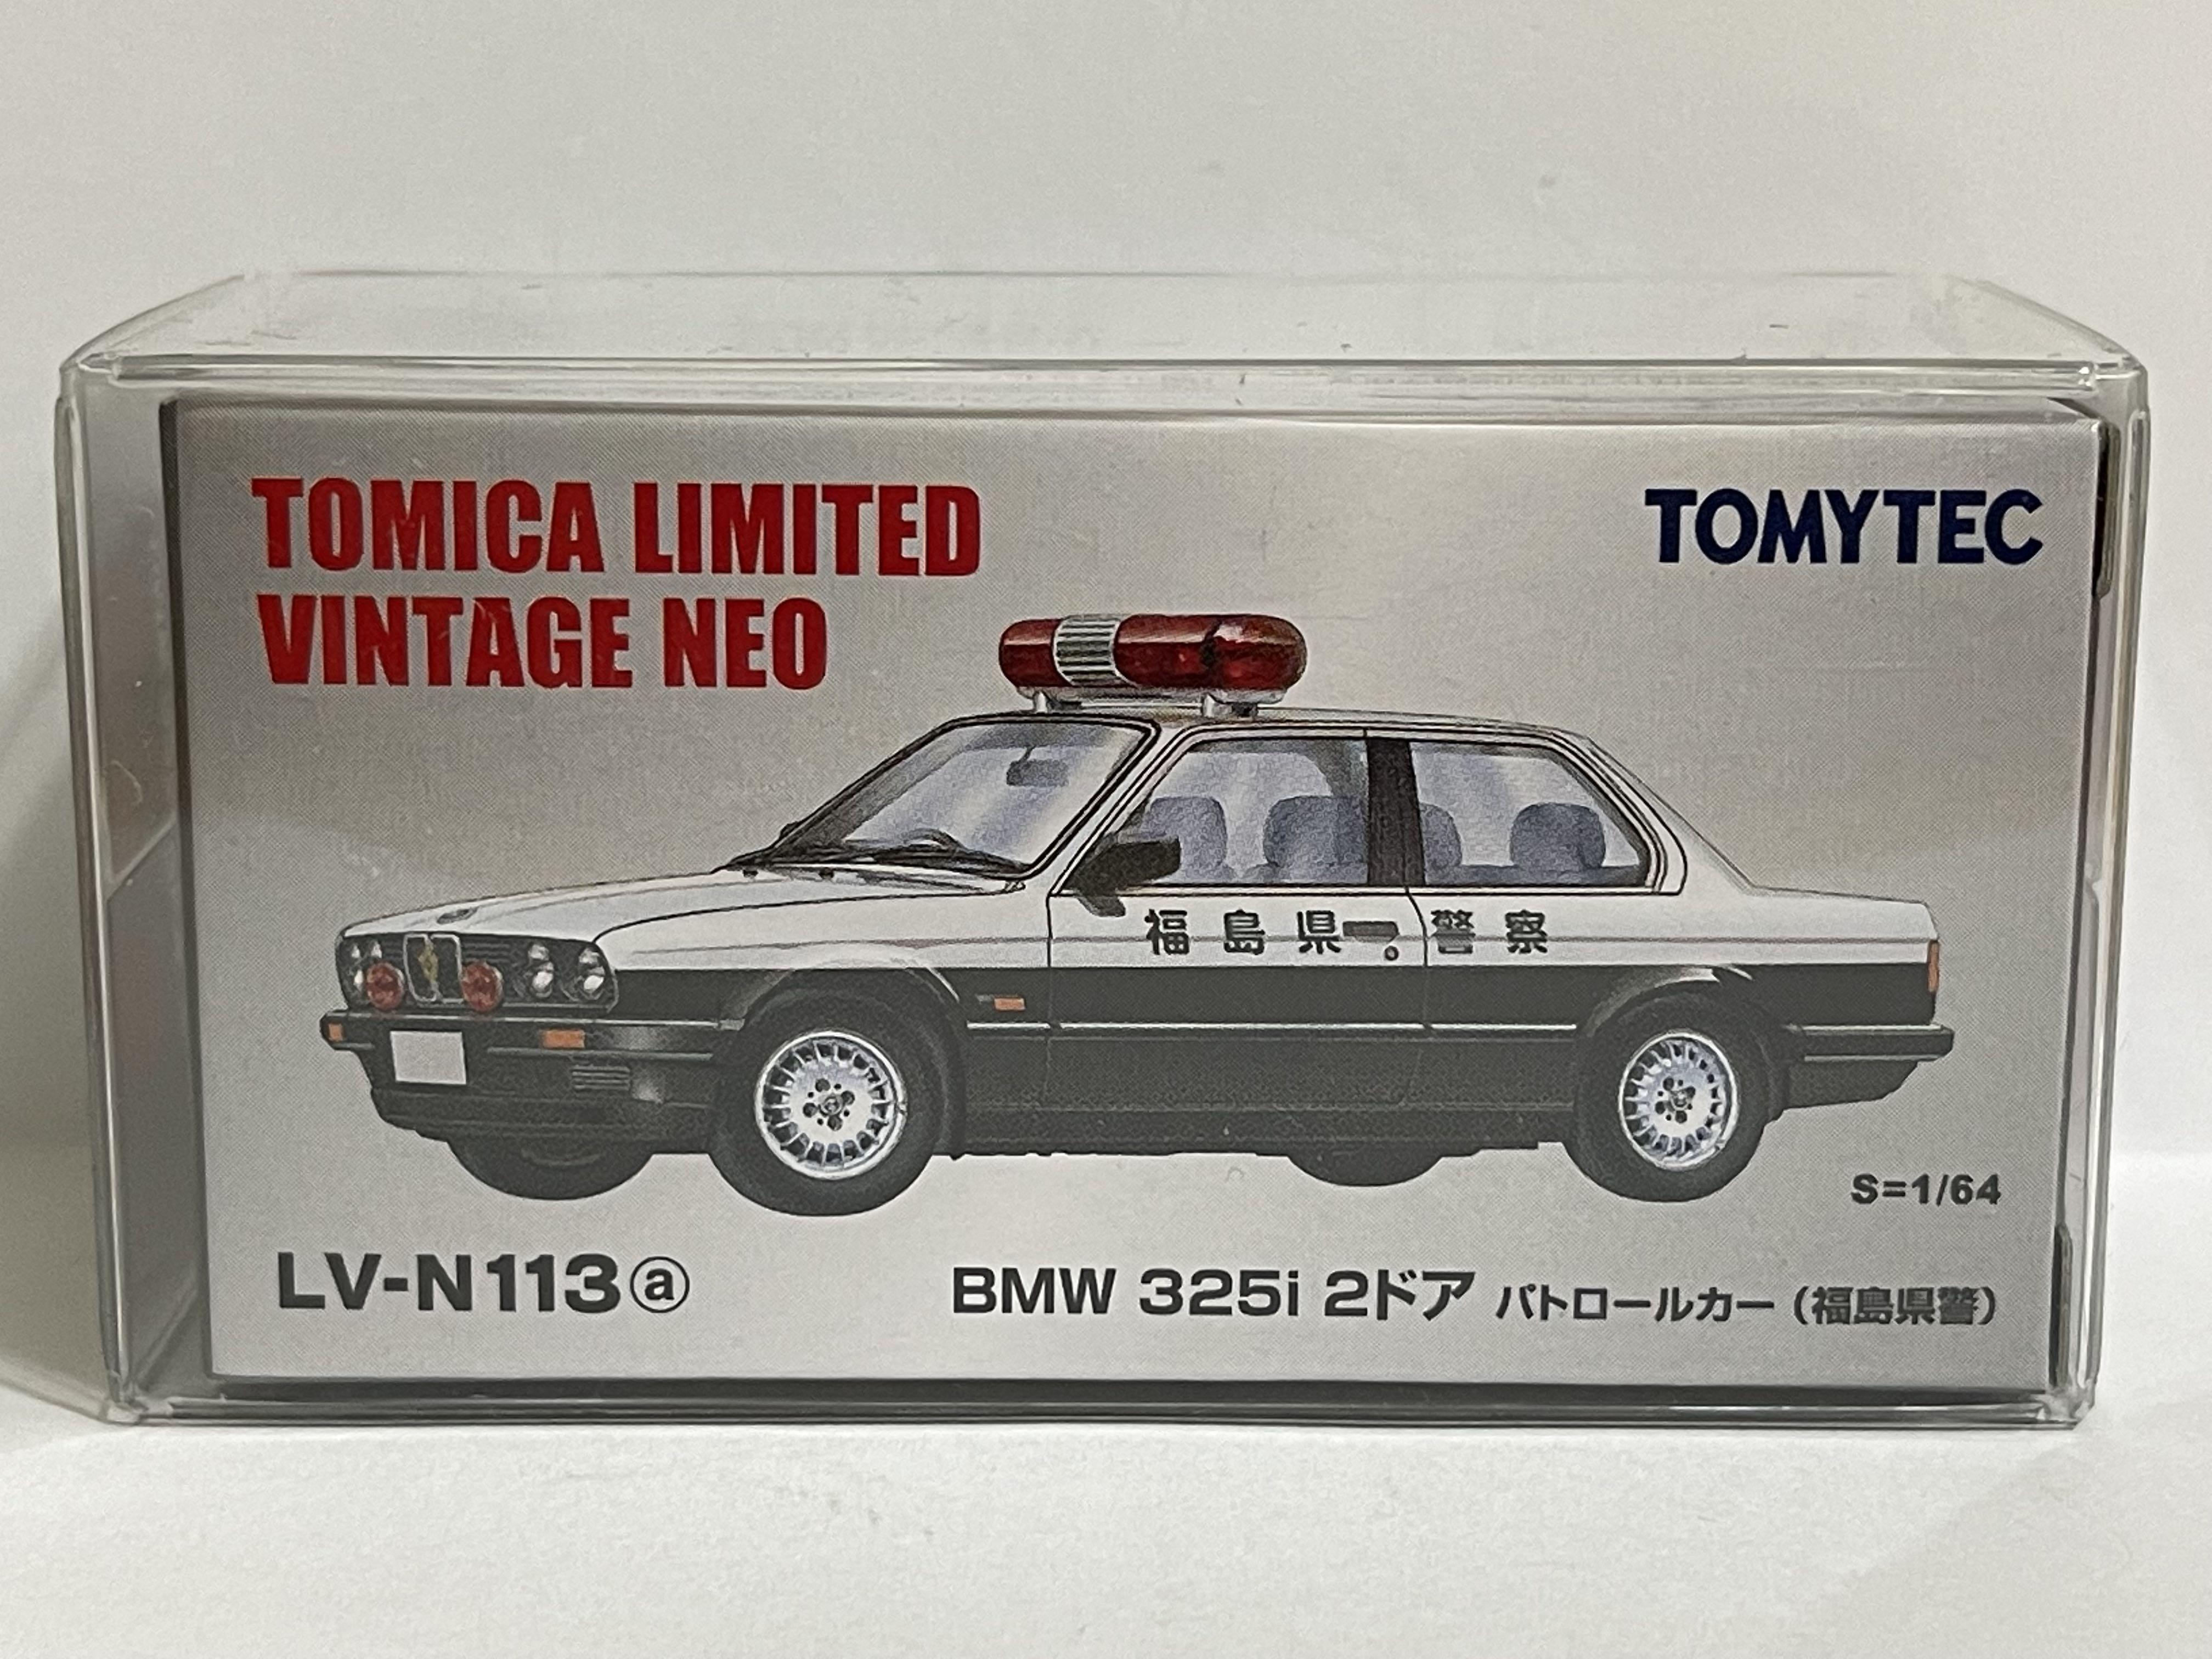 TOMICA LIMITED
VINTAGE NEO
TOMYTEC
福島県警察
S=1/64
LV-N113ⓐ
BMW 325i 2ドア パトロールカー（福島県警）